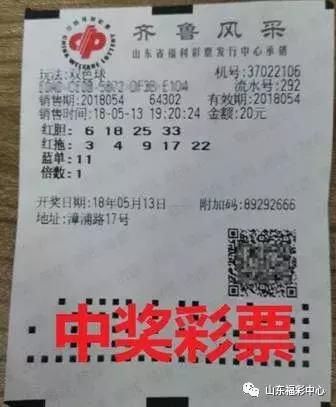 中国福利彩票
CHINA WELFARE LOTTERY
齐鲁风采
山东省福利彩票发行中心承销
玩法:双色球 机号:37022106
流水号:292
销售期:2018054 64302 有效期:2018054
销售时间:18-05-13 19:20:24 金额:20元
红胆: 6 18 25 33
红拖: 3 4 9 17 22
蓝单:11
倍数:1
开奖日期:18年05月13日 附加码:89292666
地址:漳浦路17号
中奖彩票
山东福彩中心